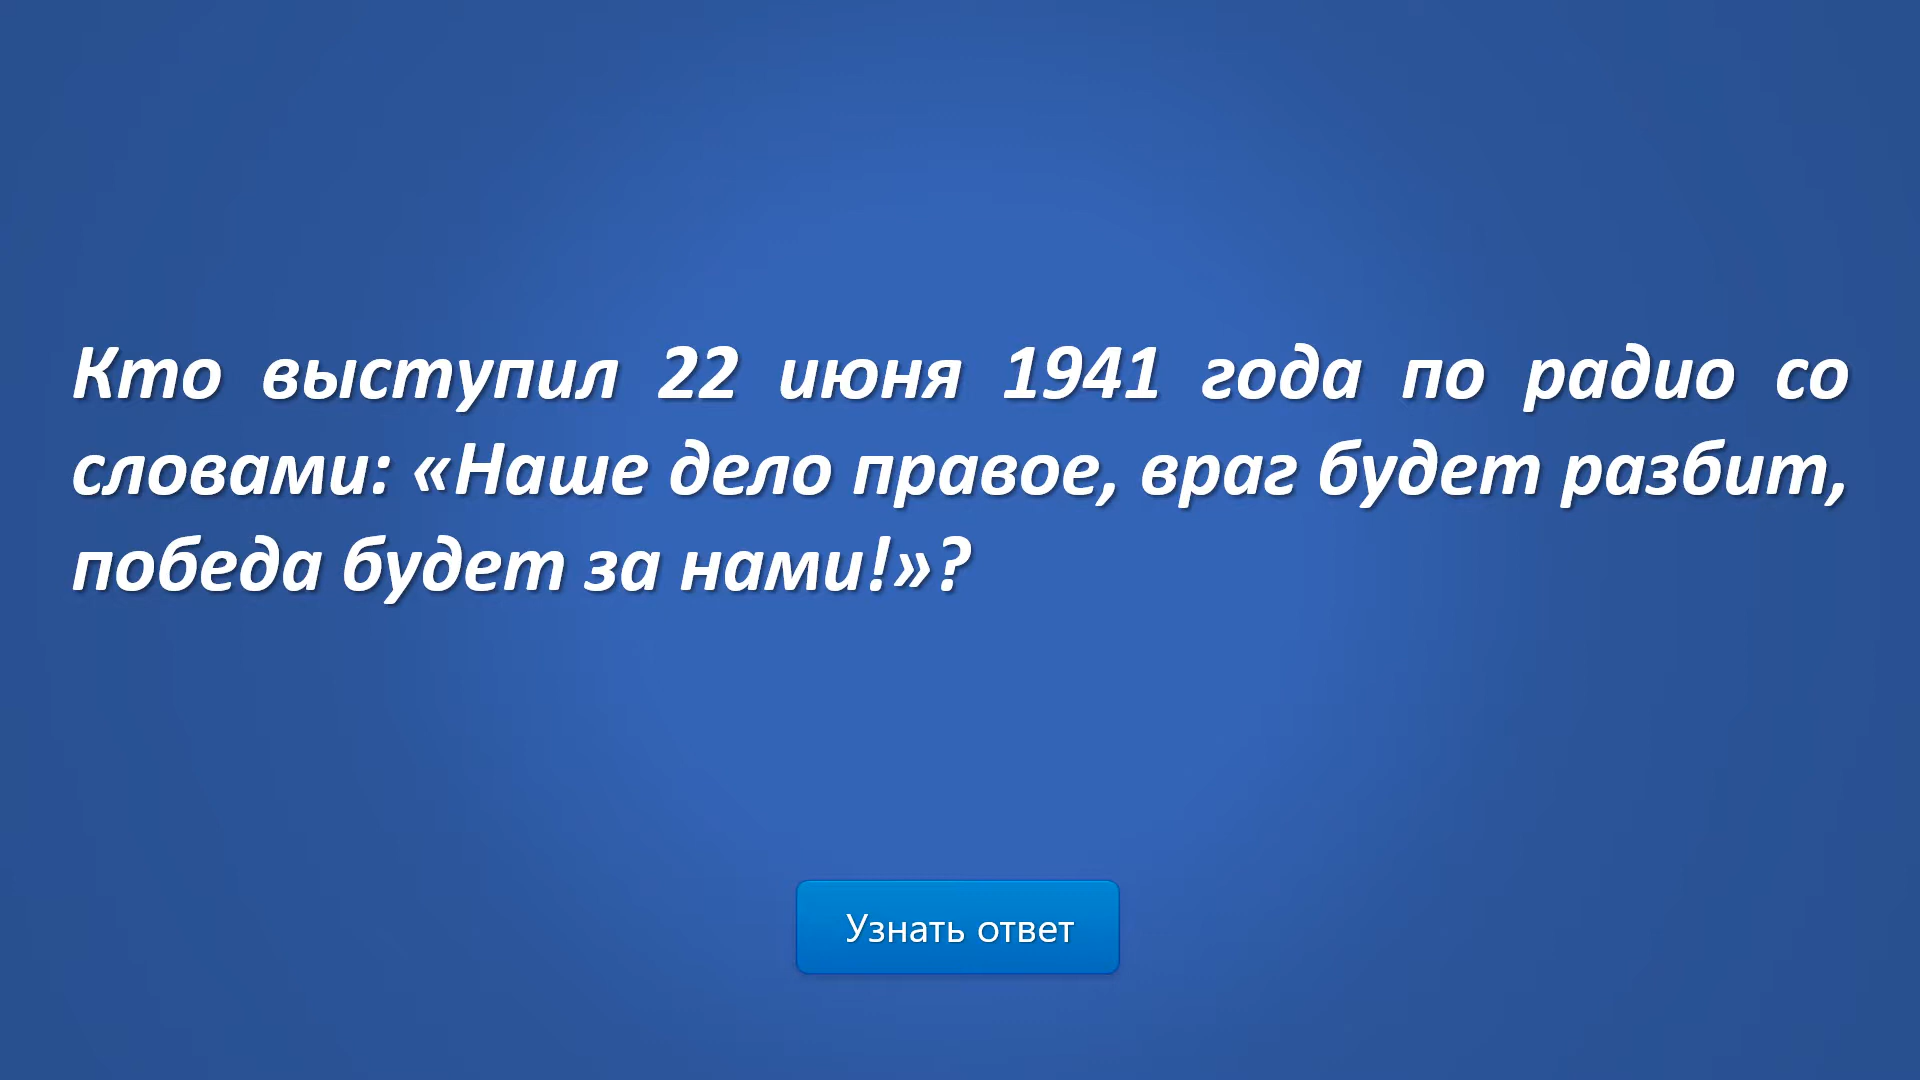 Кто выступил 22 июня 1941 года по радио со
словами: «Наше дело правое, враг будет разбит,
победа будет за нами!»?
Узнать ответ